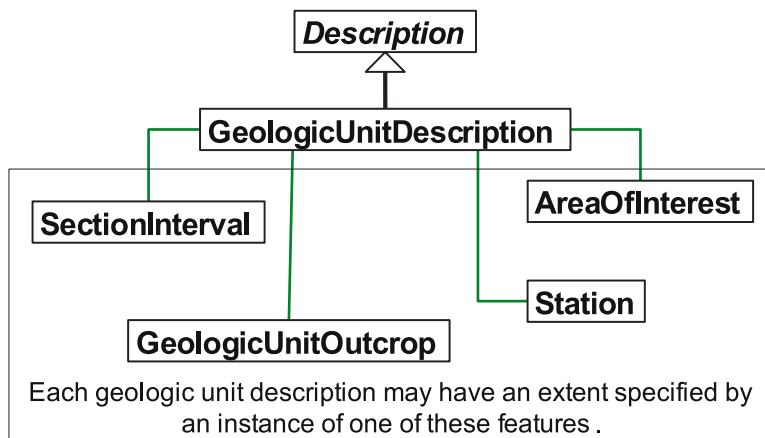 Description
GeologicUnitDescription
SectionInterval
AreaOfInterest
Station
GeologicUnitOutcrop
Each geologic unit description may have an extent specified by
an instance of one of these features .